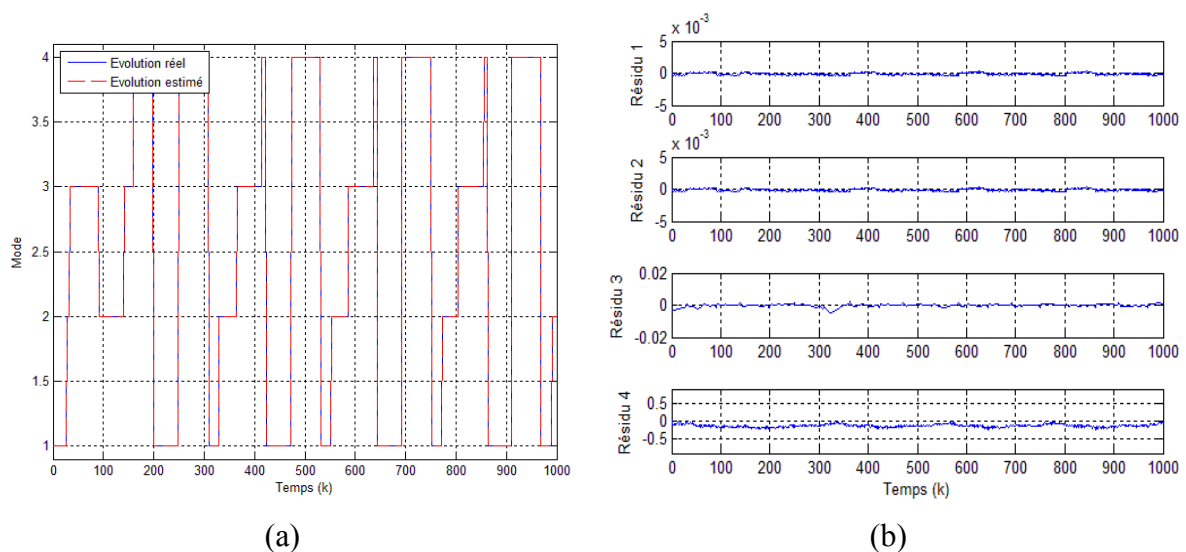 4
3.5
3
2.5
2
1.5
1
Mode
Evolution réel
Evolution estimé
0 100 200 300 400 500 600 700 800 900 1000
Temps (k)
(a)
x 10⁻³
5
0
-5
Résidu 1
0 100 200 300 400 500 600 700 800 900 1000
x 10⁻³
5
0
-5
Résidu 2
0 100 200 300 400 500 600 700 800 900 1000
0.02
0
-0.02
Résidu 3
0 100 200 300 400 500 600 700 800 900 1000
0.5
0
-0.5
Résidu 4
0 100 200 300 400 500 600 700 800 900 1000
Temps (k)
(b)